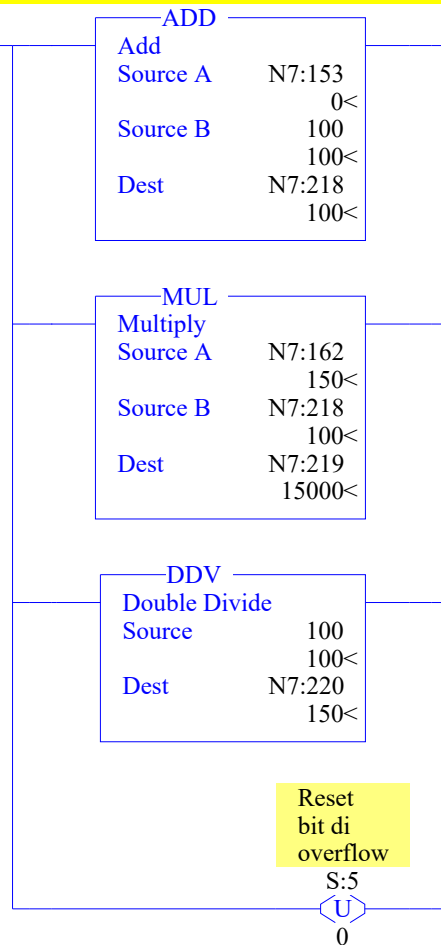 ADD
Add
Source A N7:153
0<
Source B 100
100<
Dest N7:218
100<
MUL
Multiply
Source A N7:162
150<
Source B N7:218
100<
Dest N7:219
15000<
DDV
Double Divide
Source 100
100<
Dest N7:220
150<
Reset
bit di
overflow
S:5
U
0